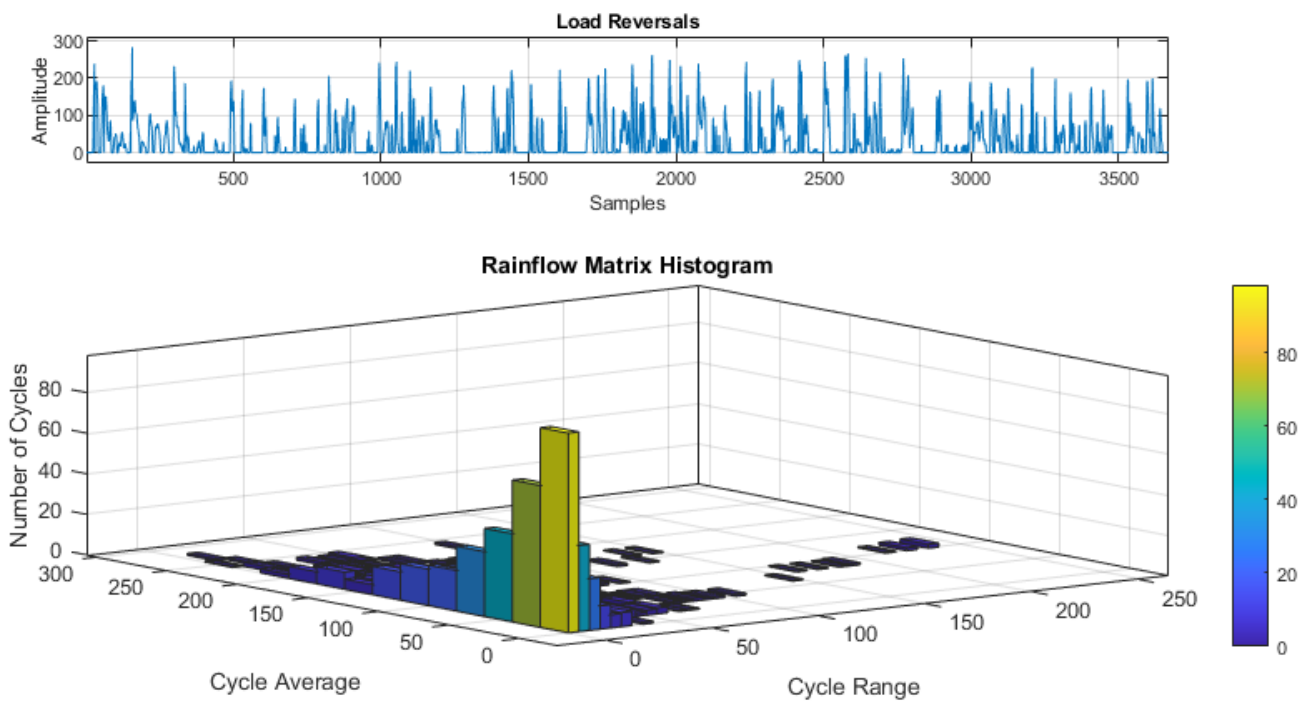 Load Reversals
300
200
100
0
Amplitude
500 1000 1500 2000 2500 3000 3500
Samples
Rainflow Matrix Histogram
80
60
40
20
0
Number of Cycles
300 250 200 150 100 50 0
Cycle Average
0 50 100 150 200 250
Cycle Range
80
60
40
20
0